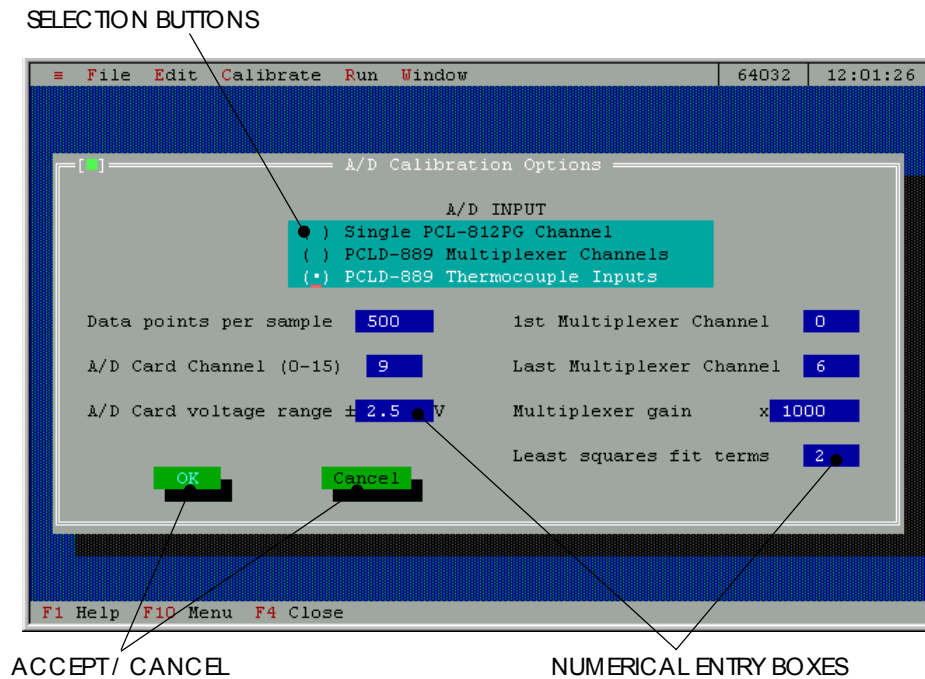 SELECTION BUTTONS
≡ File Edit Calibrate Run Window 64032 12:01:26
[■] A/D Calibration Options
A/D INPUT
( ) Single PCL-812PG Channel
( ) PCLD-889 Multiplexer Channels
(•) PCLD-889 Thermocouple Inputs
Data points per sample 500 1st Multiplexer Channel 0
A/D Card Channel (0-15) 9 Last Multiplexer Channel 6
A/D Card voltage range ± 2.5 V Multiplexer gain x 1000
Least squares fit terms 2
OK Cancel
F1 Help F10 Menu F4 Close
ACCEPT/ CANCEL NUMERICAL ENTRY BOXES